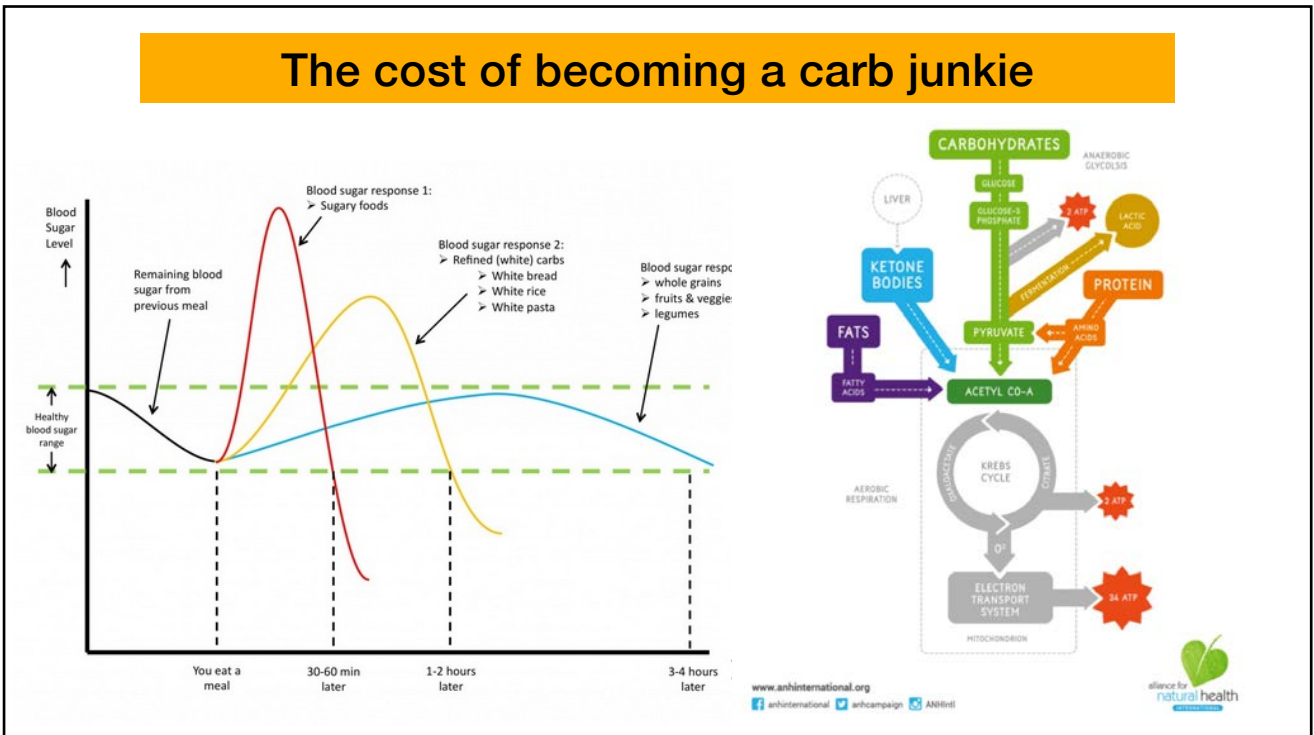 The cost of becoming a carb junkie
Blood
Sugar
Level
Remaining blood
sugar from
previous meal
Blood sugar response 1:
➢ Sugary foods
Blood sugar response 2:
➢ Refined (white) carbs
➢ White bread
➢ White rice
➢ White pasta
Blood sugar resp
➢ whole grains
➢ fruits & veggies
➢ legumes
Healthy
blood sugar
range
You eat a
meal
30-60 min
later
1-2 hours
later
3-4 hours
later
CARBOHYDRATES
ANAEROBIC
GLYCOLSIS
GLUCOSE
LIVER
GLUCOSE-3
PHOSPHATE
2 ATP
LACTIC
ACID
KETONE
BODIES
FERMENTATION
PROTEIN
FATS
PYRUVATE
AMINO
ACIDS
FATTY
ACIDS
ACETYL CO-A
OXALOACETATE
KREBS
CYCLE
CITRATE
AEROBIC
RESPIRATION
2 ATP
O²
ELECTRON
TRANSPORT
SYSTEM
34 ATP
MITOCHONDRION
www.anhinternational.org
anhinternational anhcampaign ANHIntl
alliance for
natural health
INTERNATIONAL